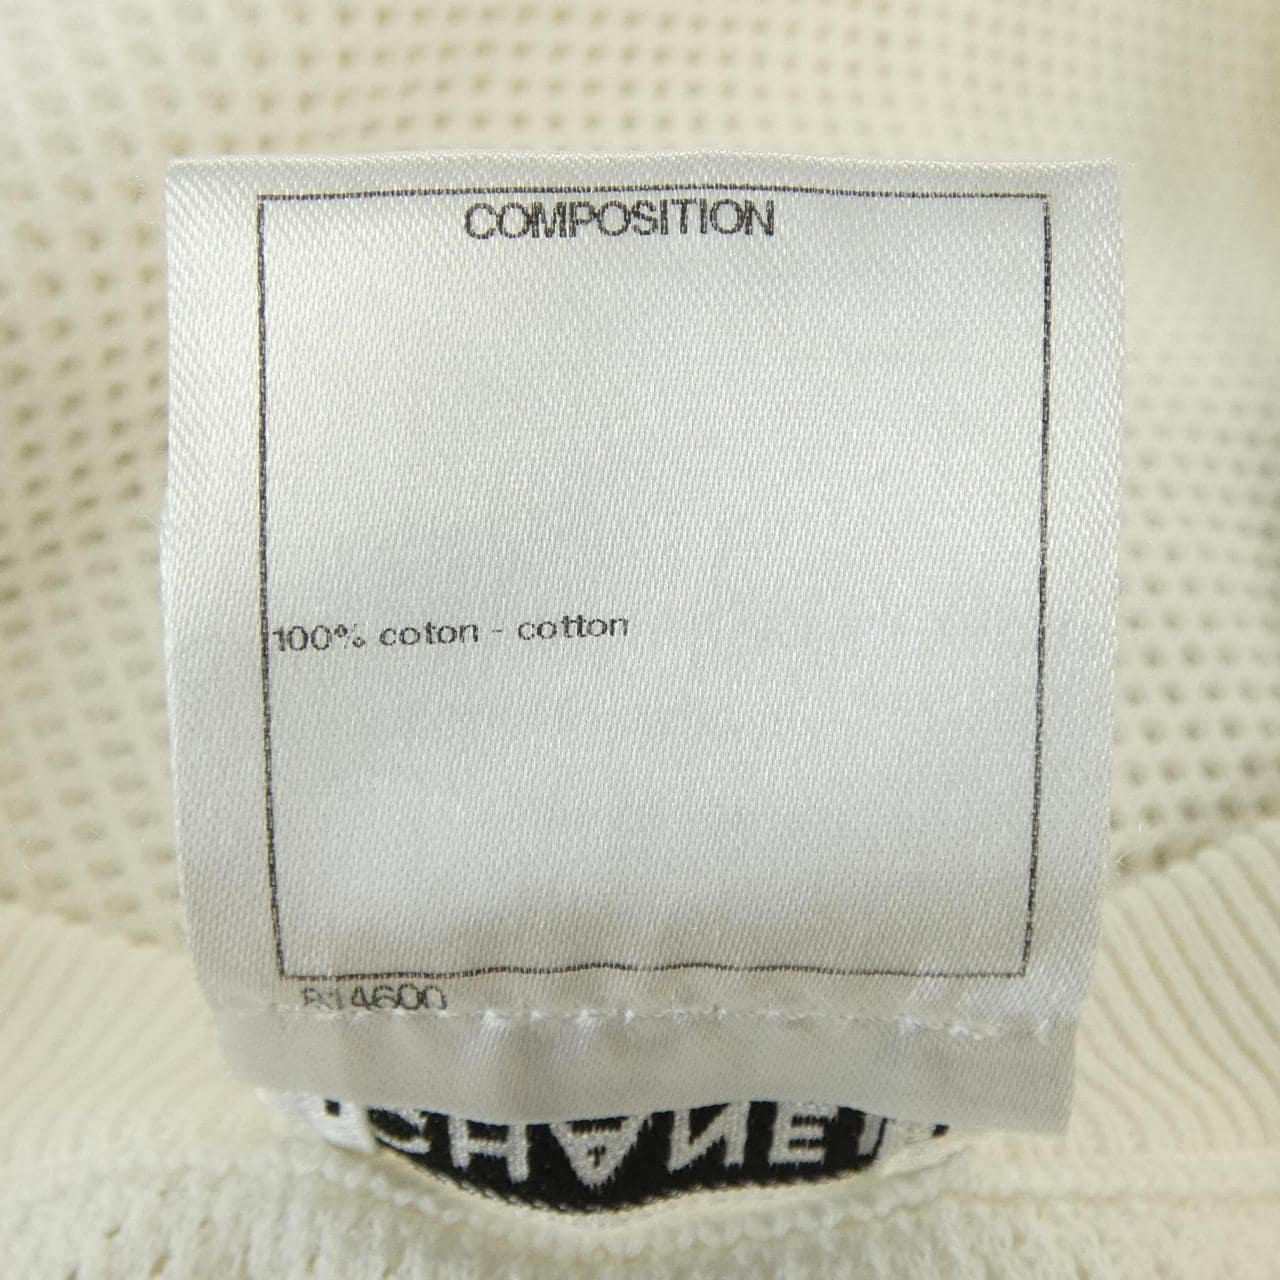 COMPOSITION
100% coton - cotton
CHANEL